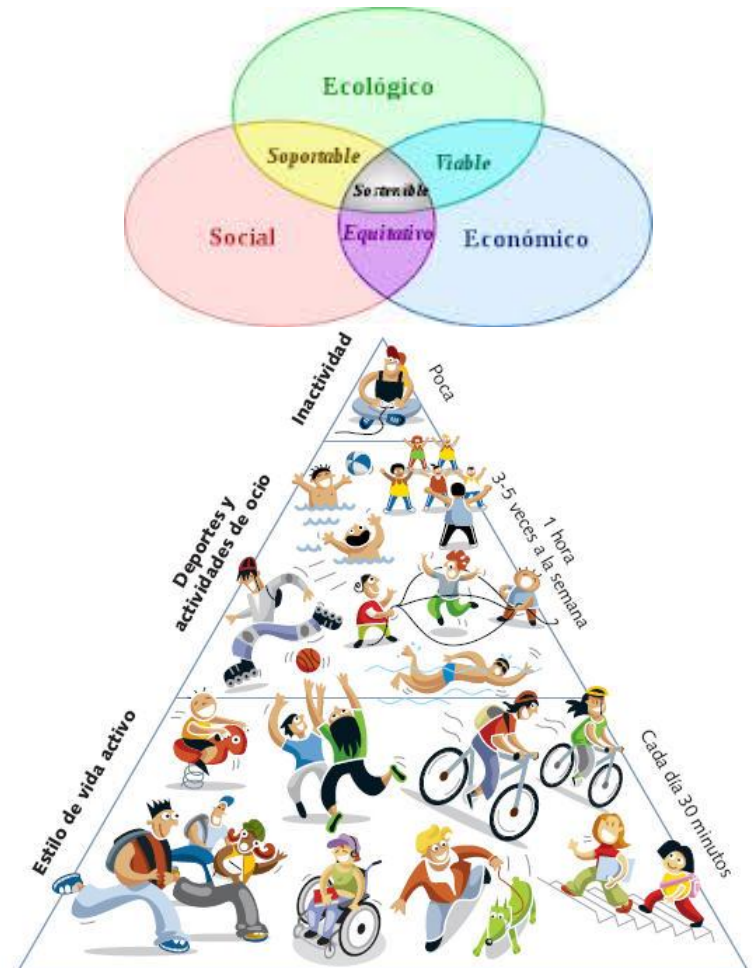 Ecológico
Soportable
Viable
Sostenible
Social
Equitativo
Económico
Inactividad
Poca
Deportes y
actividades de ocio
1 hora
3-5 veces a la semana
Estilo de vida activo
Cada día 30 minutos